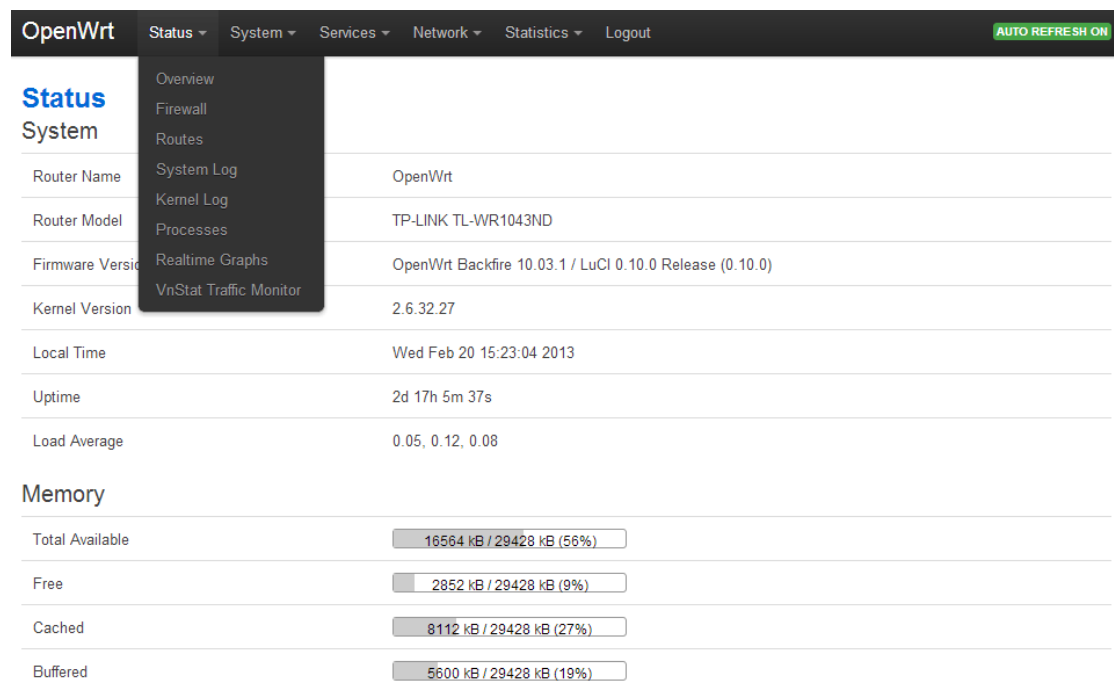 OpenWrt Status System Services Network Statistics Logout AUTO REFRESH ON
Overview
Firewall
Routes
System Log
Kernel Log
Processes
Realtime Graphs
VnStat Traffic Monitor
Status
System
Router Name OpenWrt
Router Model TP-LINK TL-WR1043ND
Firmware Versio OpenWrt Backfire 10.03.1 / LuCI 0.10.0 Release (0.10.0)
Kernel Version 2.6.32.27
Local Time Wed Feb 20 15:23:04 2013
Uptime 2d 17h 5m 37s
Load Average 0.05, 0.12, 0.08
Memory
Total Available 16564 kB / 29428 kB (56%)
Free 2852 kB / 29428 kB (9%)
Cached 8112 kB / 29428 kB (27%)
Buffered 5600 kB / 29428 kB (19%)